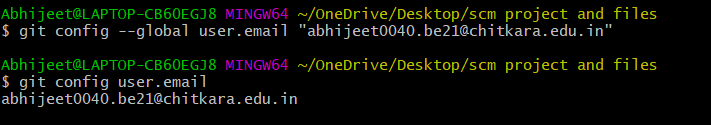 Abhijeet@LAPTOP-CB60EGJ8 MINGW64 ~/OneDrive/Desktop/scm project and files
$ git config --global user.email "abhijeet0040.be21@chitkara.edu.in"
Abhijeet@LAPTOP-CB60EGJ8 MINGW64 ~/OneDrive/Desktop/scm project and files
$ git config user.email
abhijeet0040.be21@chitkara.edu.in